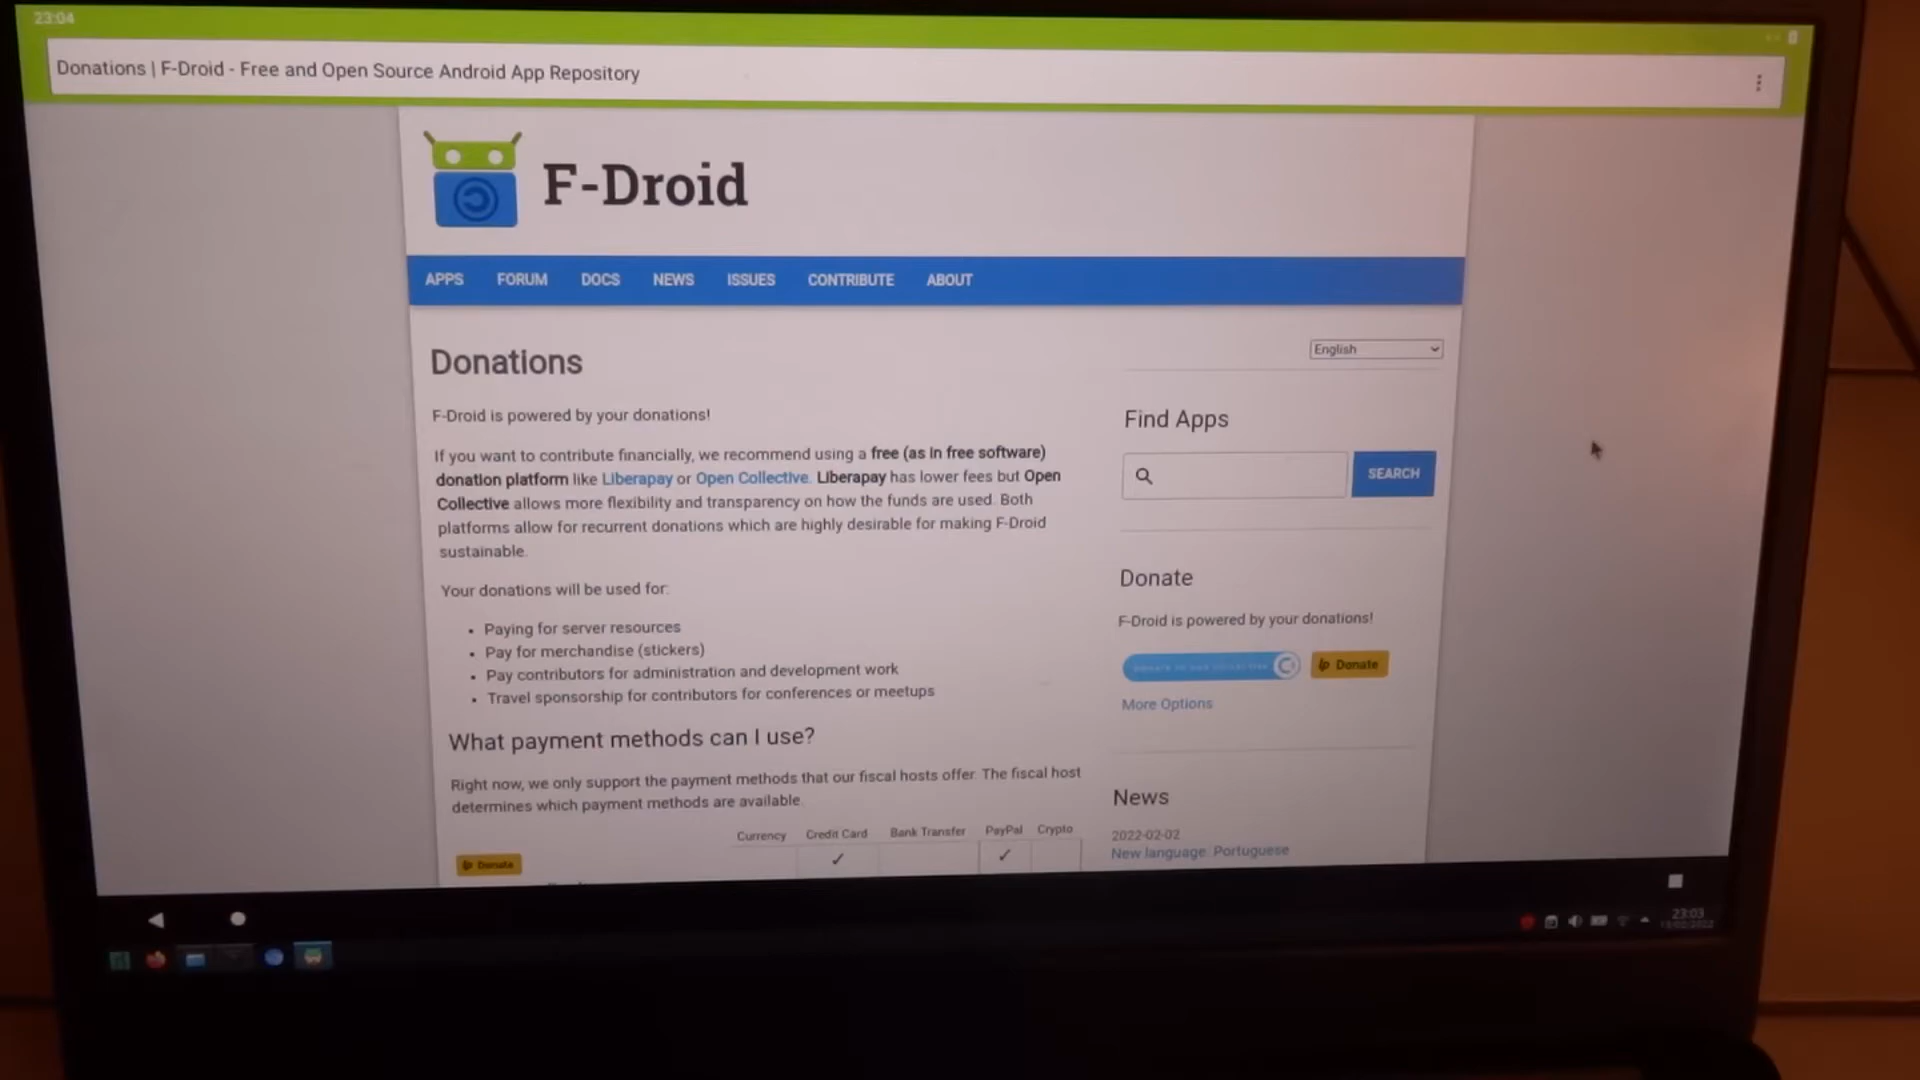 23:04
Donations | F-Droid - Free and Open Source Android App Repository
F-Droid
APPS FORUM DOCS NEWS ISSUES CONTRIBUTE ABOUT
Donations
F-Droid is powered by your donations!
If you want to contribute financially, we recommend using a free (as in free software)
donation platform like Liberapay or Open Collective. Liberapay has lower fees but Open
Collective allows more flexibility and transparency on how the funds are used. Both
platforms allow for recurrent donations which are highly desirable for making F-Droid
sustainable.
Your donations will be used for:
• Paying for server resources
• Pay for merchandise (stickers)
• Pay contributors for administration and development work
• Travel sponsorship for contributors for conferences or meetups
What payment methods can I use?
Right now, we only support the payment methods that our fiscal hosts offer. The fiscal host
determines which payment methods are available.
Currency Credit Card Bank Transfer PayPal Crypto
lp Donate ✓ ✓
English
Find Apps
SEARCH
Donate
F-Droid is powered by your donations!
lp Donate
More Options
News
2022-02-02
New language: Portuguese
23:03